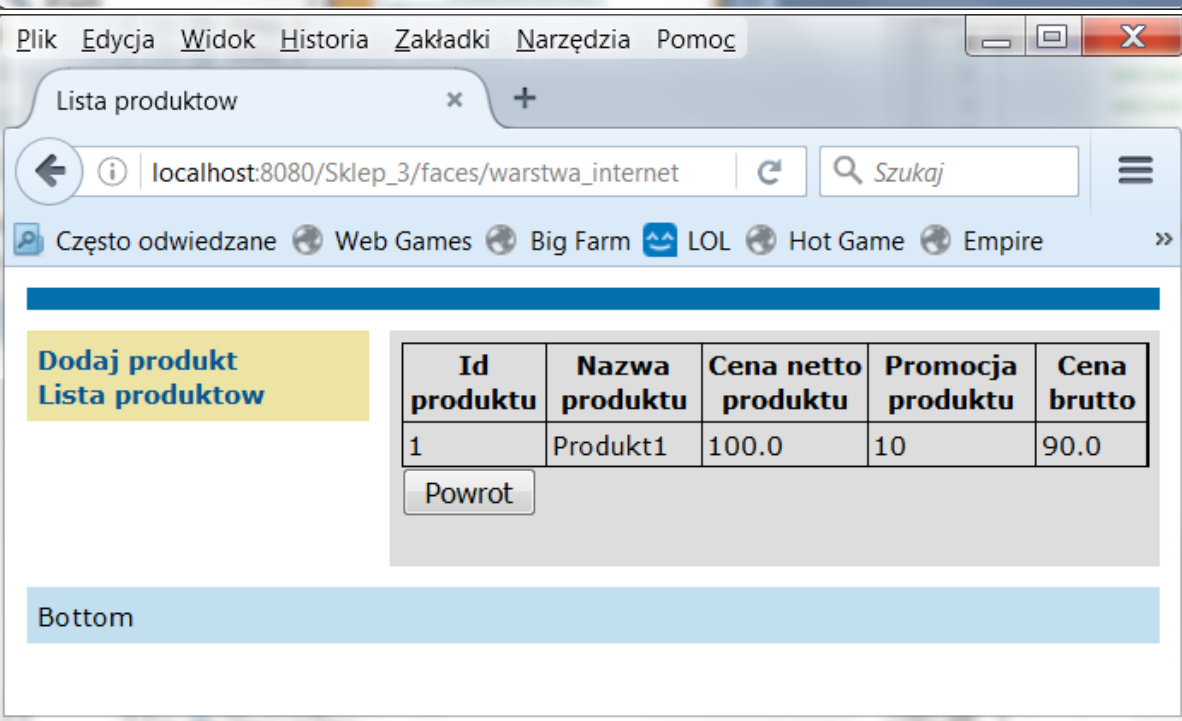 Plik Edycja Widok Historia Zakładki Narzędzia Pomoc
Lista produktow
localhost:8080/Sklep_3/faces/warstwa_internet
Szukaj
Często odwiedzane Web Games Big Farm LOL Hot Game Empire
Dodaj produkt
Lista produktow
Id produktu Nazwa produktu Cena netto produktu Promocja produktu Cena brutto
1 Produkt1 100.0 10 90.0
Powrot
Bottom